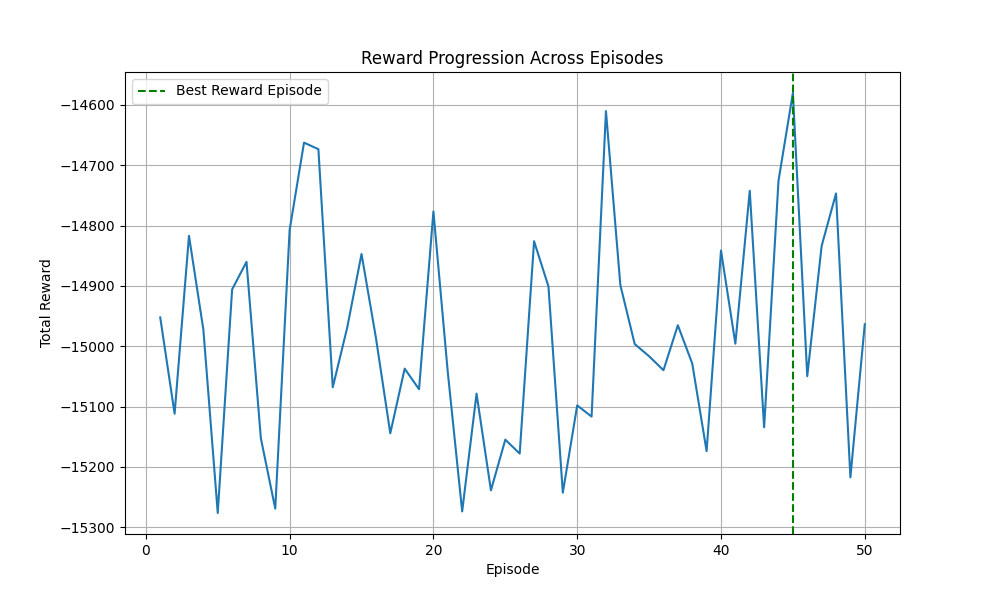 Reward Progression Across Episodes
Best Reward Episode
Total Reward
−14600
−14700
−14800
−14900
−15000
−15100
−15200
−15300
0 10 20 30 40 50
Episode